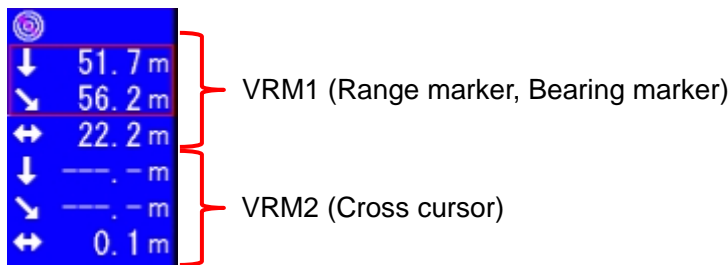 51.7 m
56.2 m
VRM1 (Range marker, Bearing marker)
22.2 m
---.- m
---.- m
VRM2 (Cross cursor)
0.1 m